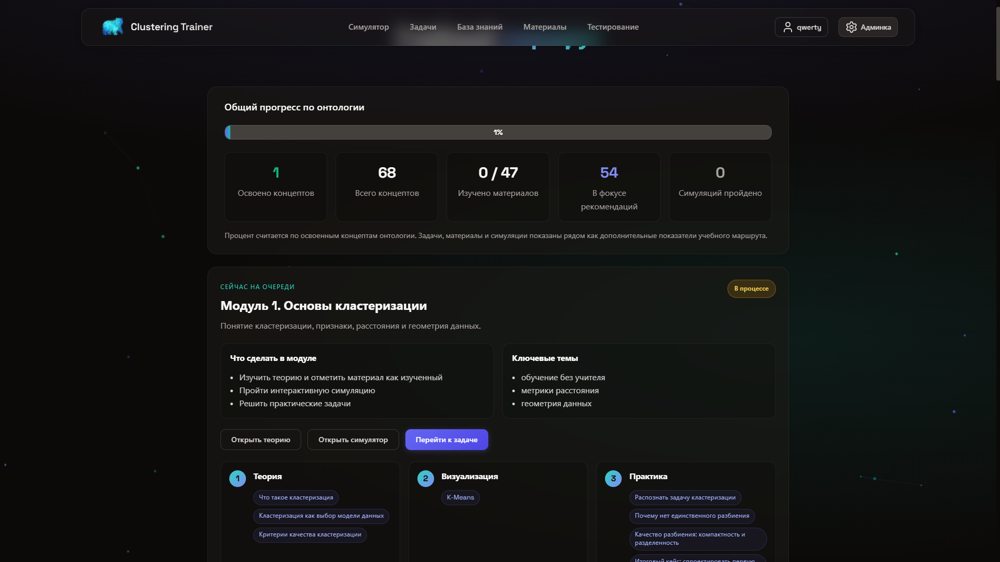 Clustering Trainer
Симулятор
Задачи
База знаний
Материалы
Тестирование
qwerty
Админка
Общий прогресс по онтологии
1%
1
Освоено концептов
68
Всего концептов
0 / 47
Изучено материалов
54
В фокусе
рекомендаций
0
Симуляций пройдено
Процент считается по освоенным концептам онтологии. Задачи, материалы и симуляции показаны рядом как дополнительные показатели учебного маршрута.
СЕЙЧАС НА ОЧЕРЕДИ
В процессе
Модуль 1. Основы кластеризации
Понятие кластеризации, признаки, расстояния и геометрия данных.
Что сделать в модуле
• Изучить теорию и отметить материал как изученный
• Пройти интерактивную симуляцию
• Решить практические задачи
Ключевые темы
• обучение без учителя
• метрики расстояния
• геометрия данных
Открыть теорию
Открыть симулятор
Перейти к задаче
1
Теория
Что такое кластеризация
Кластеризация как выбор модели данных
Критерии качества кластеризации
2
Визуализация
K-Means
3
Практика
Распознать задачу кластеризации
Почему нет единственного разбиения
Качество разбиения: компактность и
разделенность
Итоговый кейс: спроектировать первую